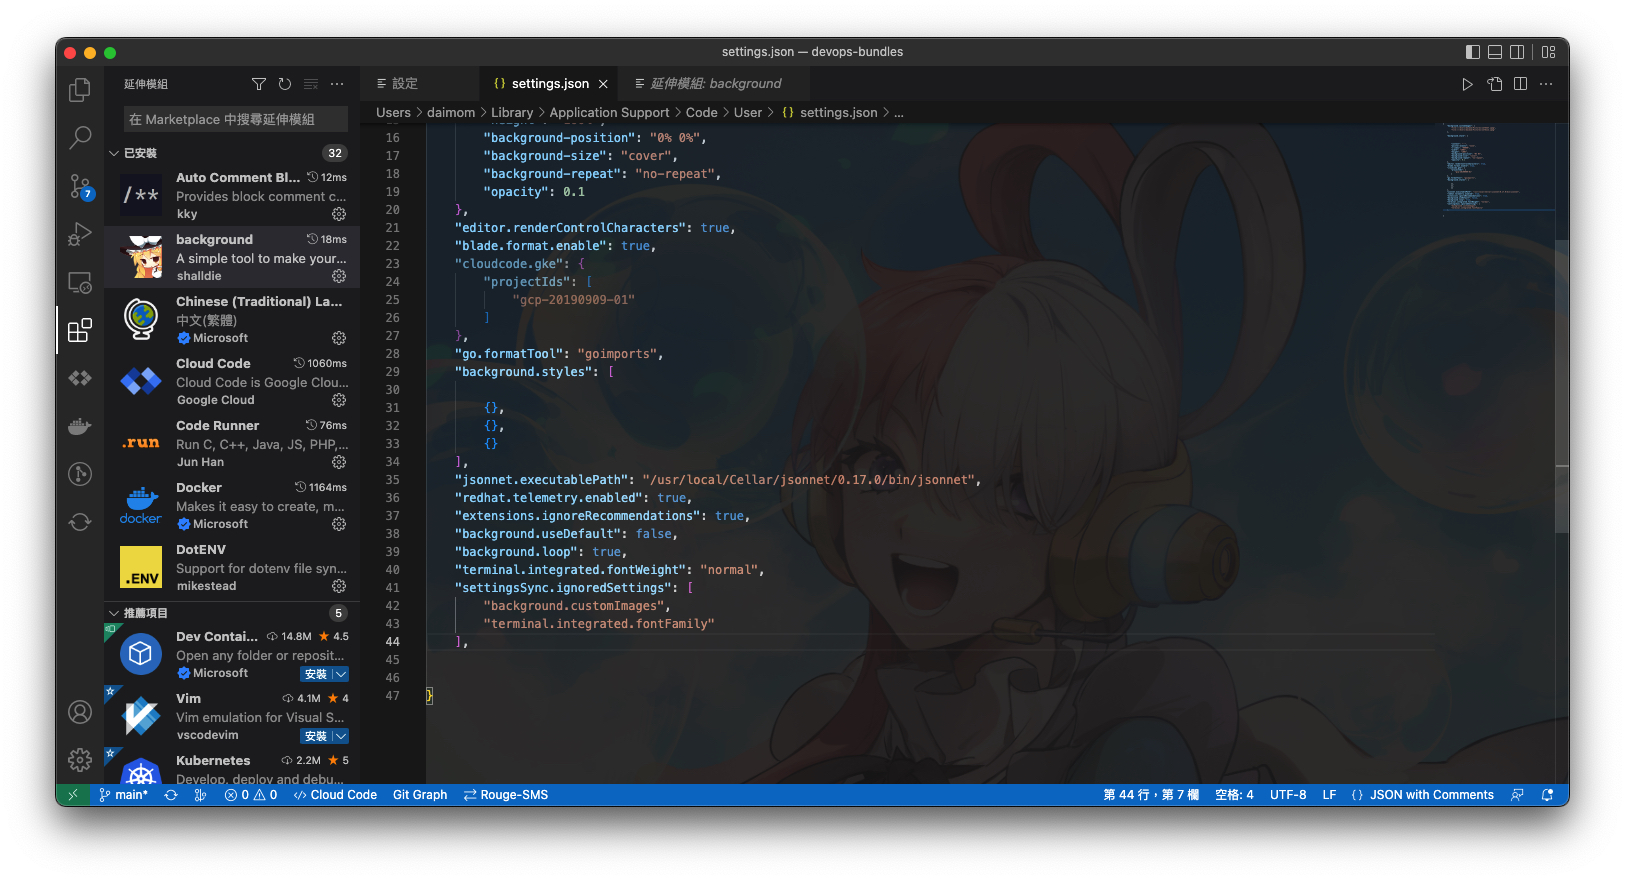 settings.json — devops-bundles
延伸模組
在 Marketplace 中搜尋延伸模組
已安裝 32
Auto Comment Bl... 12ms
Provides block comment c...
kky
background 18ms
A simple tool to make your...
shalldie
Chinese (Traditional) La...
中文(繁體)
Microsoft
Cloud Code 1060ms
Cloud Code is Google Clou...
Google Cloud
.run
Code Runner 76ms
Run C, C++, Java, JS, PHP,...
Jun Han
docker
Docker 1164ms
Makes it easy to create, m...
Microsoft
.ENV
DotENV
Support for dotenv file syn...
mikestead
推薦項目 5
Dev Contai... 14.8M 4.5
Open any folder or reposit...
Microsoft 安裝
Vim 4.1M 4
Vim emulation for Visual S...
vscodevim 安裝
Kubernetes 2.2M 5
Develop, deploy and debu...
7
/**
設定
{} settings.json
延伸模組: background
Users > daimom > Library > Application Support > Code > User > {} settings.json > ...
16 "background-position": "0% 0%",
17 "background-size": "cover",
18 "background-repeat": "no-repeat",
19 "opacity": 0.1
20 },
21 "editor.renderControlCharacters": true,
22 "blade.format.enable": true,
23 "cloudcode.gke": {
24 "projectIds": [
25 "gcp-20190909-01"
26 ]
27 },
28 "go.formatTool": "goimports",
29 "background.styles": [
30
31 {},
32 {},
33 {}
34 ],
35 "jsonnet.executablePath": "/usr/local/Cellar/jsonnet/0.17.0/bin/jsonnet",
36 "redhat.telemetry.enabled": true,
37 "extensions.ignoreRecommendations": true,
38 "background.useDefault": false,
39 "background.loop": true,
40 "terminal.integrated.fontWeight": "normal",
41 "settingsSync.ignoredSettings": [
42 "background.customImages",
43 "terminal.integrated.fontFamily"
44 ],
45
46
47 }
main* 0 0 Cloud Code Git Graph Rouge-SMS
第 44 行，第 7 欄 空格: 4 UTF-8 LF {} JSON with Comments